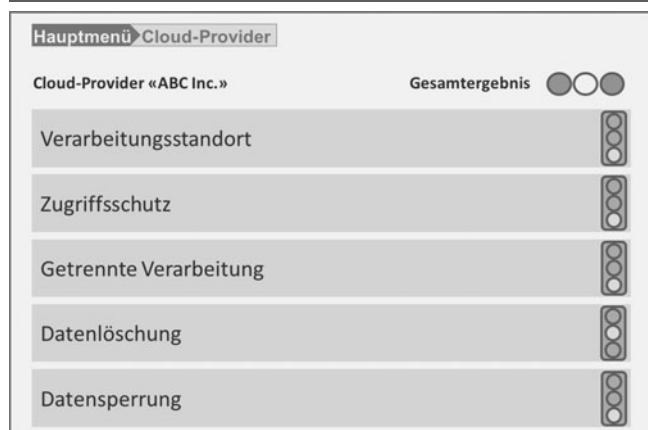 Hauptmenü Cloud-Provider
Cloud-Provider «ABC Inc.» Gesamtergebnis
Verarbeitungsstandort
Zugriffsschutz
Getrennte Verarbeitung
Datenlöschung
Datensperrung